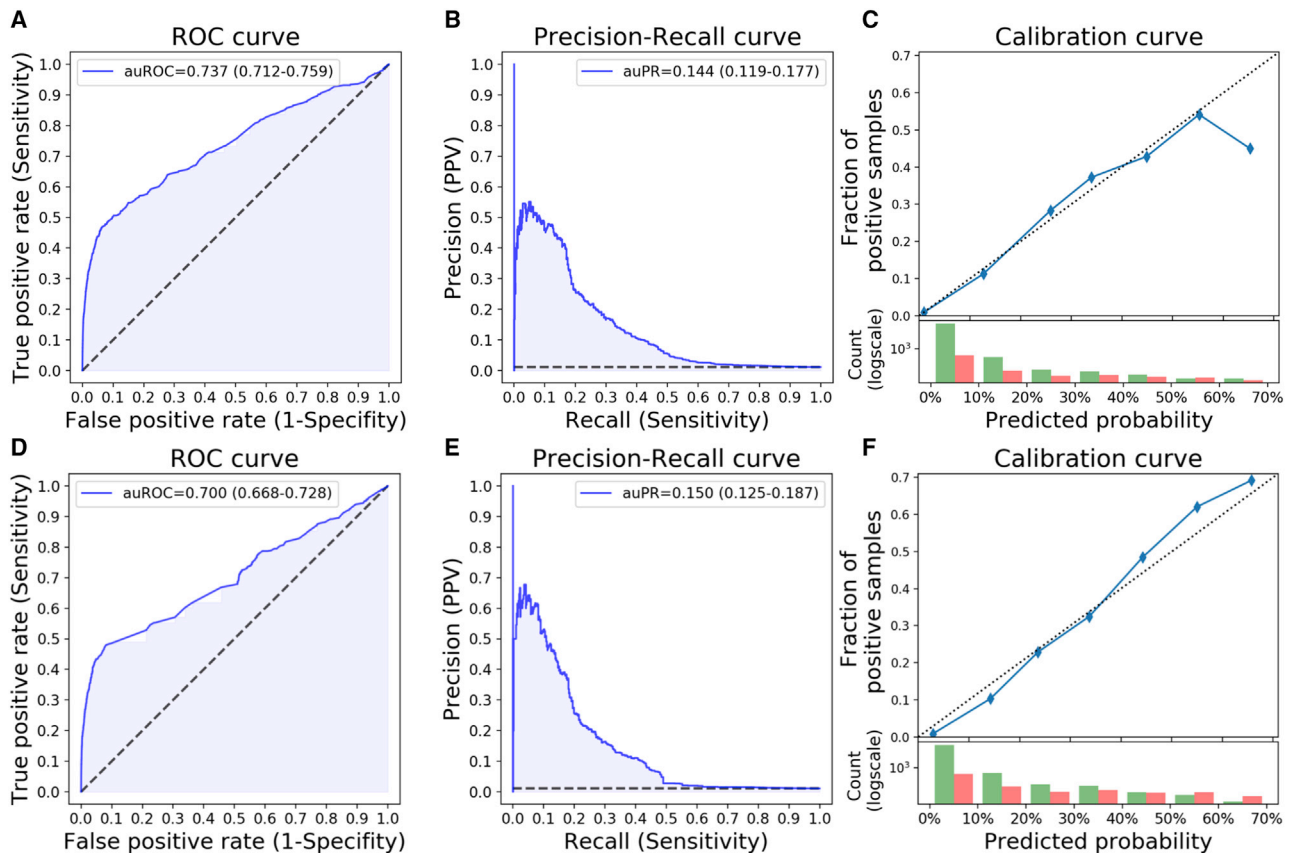 A
ROC curve
auROC=0.737 (0.712-0.759)
True positive rate (Sensitivity)
1.0
0.9
0.8
0.7
0.6
0.5
0.4
0.3
0.2
0.1
0.0
0.0 0.1 0.2 0.3 0.4 0.5 0.6 0.7 0.8 0.9 1.0
False positive rate (1-Specifity)
B
Precision-Recall curve
auPR=0.144 (0.119-0.177)
Precision (PPV)
1.0
0.9
0.8
0.7
0.6
0.5
0.4
0.3
0.2
0.1
0.0
0.0 0.1 0.2 0.3 0.4 0.5 0.6 0.7 0.8 0.9 1.0
Recall (Sensitivity)
C
Calibration curve
Fraction of
positive samples
0.7
0.6
0.5
0.4
0.3
0.2
0.1
0.0
Count
(logscale)
10³
0% 10% 20% 30% 40% 50% 60% 70%
Predicted probability
D
ROC curve
auROC=0.700 (0.668-0.728)
True positive rate (Sensitivity)
1.0
0.9
0.8
0.7
0.6
0.5
0.4
0.3
0.2
0.1
0.0
0.0 0.1 0.2 0.3 0.4 0.5 0.6 0.7 0.8 0.9 1.0
False positive rate (1-Specifity)
E
Precision-Recall curve
auPR=0.150 (0.125-0.187)
Precision (PPV)
1.0
0.9
0.8
0.7
0.6
0.5
0.4
0.3
0.2
0.1
0.0
0.0 0.1 0.2 0.3 0.4 0.5 0.6 0.7 0.8 0.9 1.0
Recall (Sensitivity)
F
Calibration curve
Fraction of
positive samples
0.7
0.6
0.5
0.4
0.3
0.2
0.1
0.0
Count
(logscale)
10³
0% 10% 20% 30% 40% 50% 60% 70%
Predicted probability